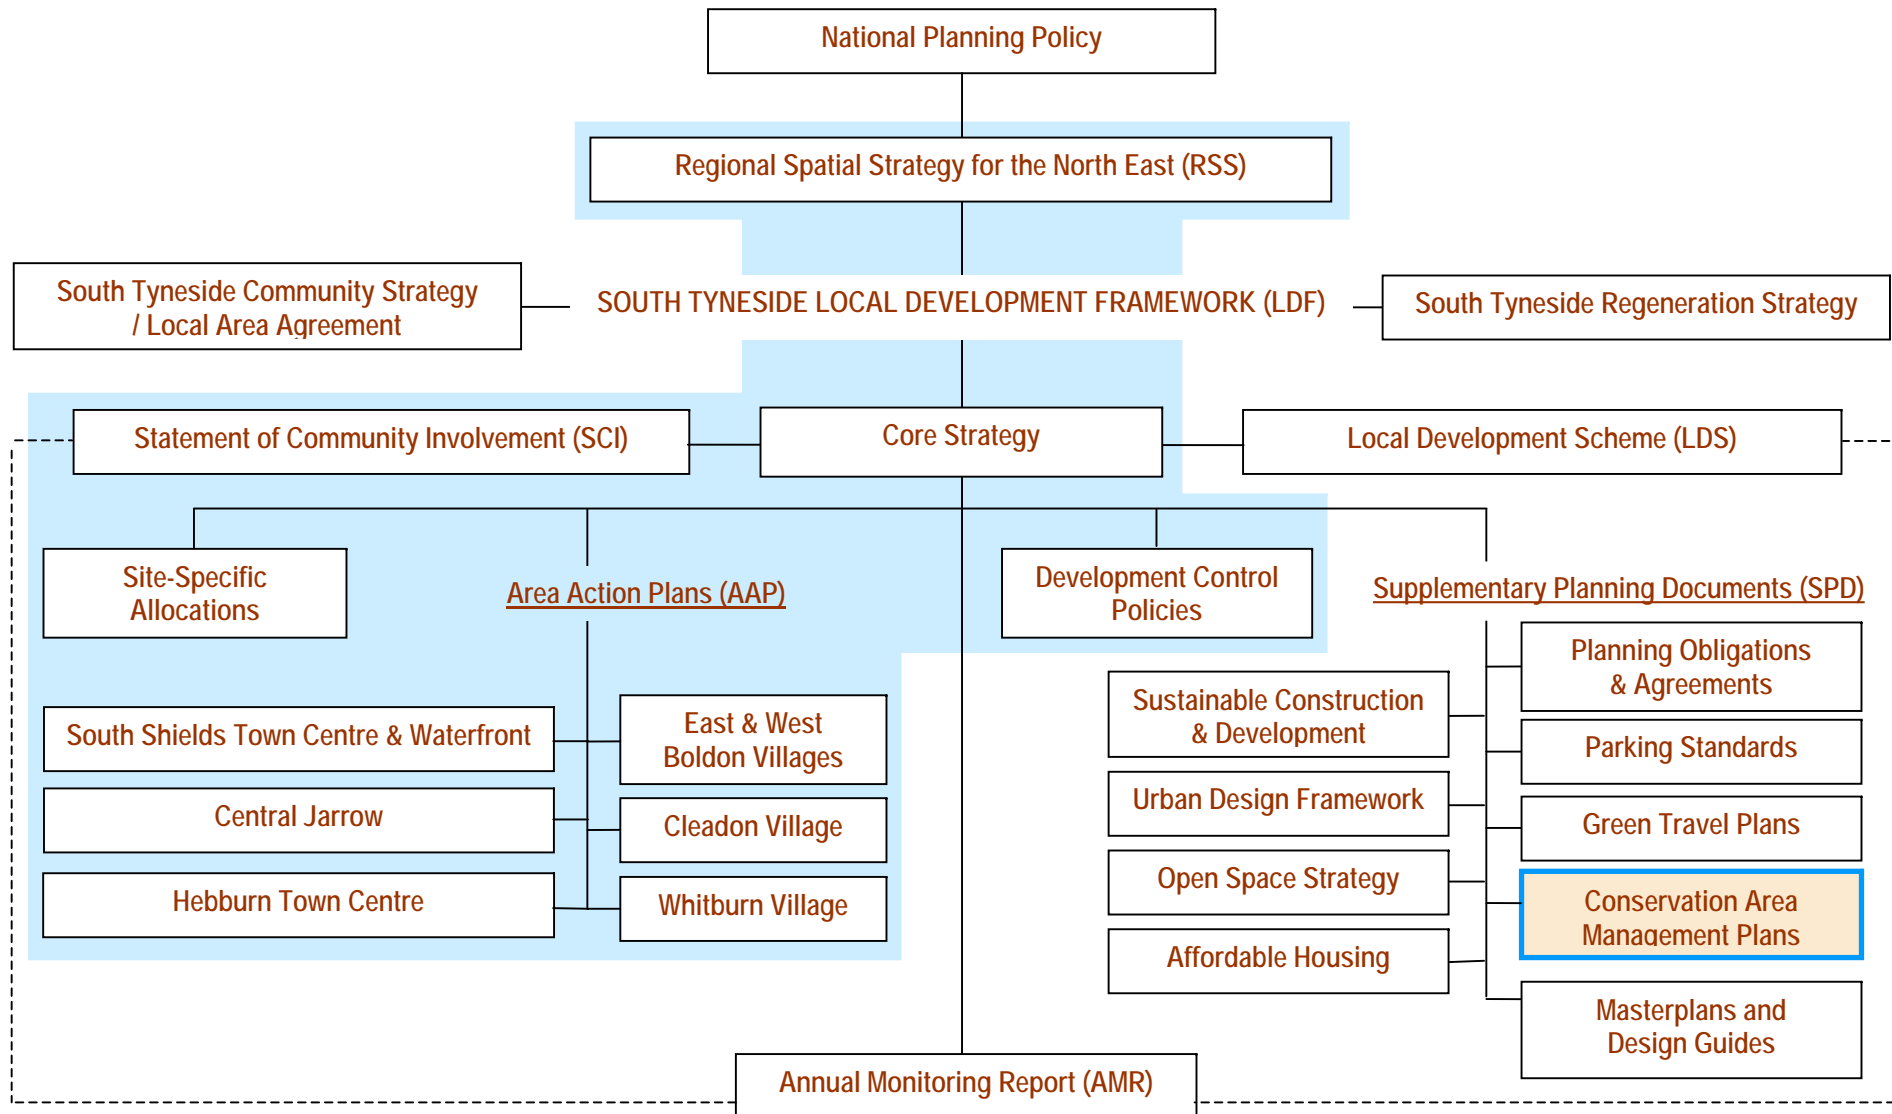 National Planning Policy
Regional Spatial Strategy for the North East (RSS)
South Tyneside Community Strategy
/ Local Area Agreement
SOUTH TYNESIDE LOCAL DEVELOPMENT FRAMEWORK (LDF)
South Tyneside Regeneration Strategy
Statement of Community Involvement (SCI)
Core Strategy
Local Development Scheme (LDS)
Site-Specific
Allocations
Area Action Plans (AAP)
Development Control
Policies
Supplementary Planning Documents (SPD)
South Shields Town Centre & Waterfront
Central Jarrow
Hebburn Town Centre
East & West
Boldon Villages
Cleadon Village
Whitburn Village
Sustainable Construction
& Development
Urban Design Framework
Open Space Strategy
Affordable Housing
Planning Obligations
& Agreements
Parking Standards
Green Travel Plans
Conservation Area
Management Plans
Masterplans and
Design Guides
Annual Monitoring Report (AMR)